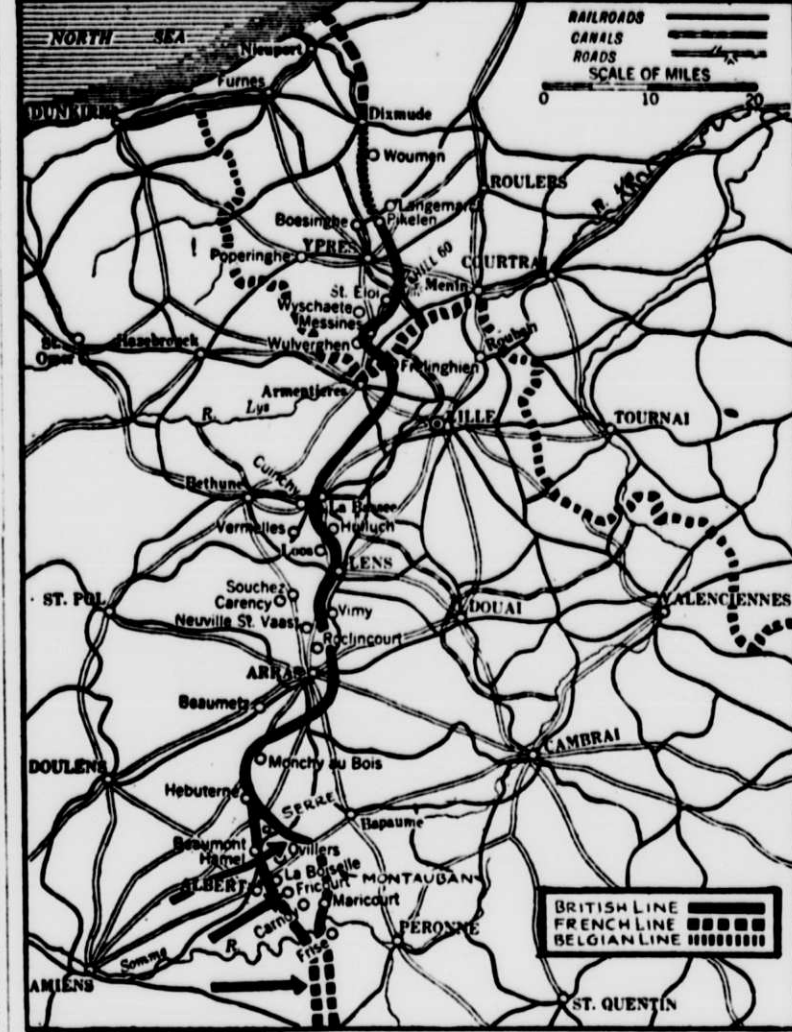 NORTH SEA
RAILROADS
CANALS
ROADS
SCALE OF MILES
0 10 20
Nieuport
Furnes
DUNKIRK
Dixmude
Woumen
ROULERS
R. Lys
Langemarc
Boesinghe
Pikelen
YPRES
Poperinghe
HILL 60
COURTRAI
Menin
St. Eloi
Wyschaete
Messines
Wulverghen
St. Omer
Hazebrouck
Roubaix
Frelinghien
Armentieres
R. Lys
LILLE
TOURNAI
Bethune
Cuinchy
La Bassee
Vermelles
Hulluch
Loos
LENS
Souchez
Carency
ST. POL
Vimy
DOUAI
VALENCIENNES
Neuville St. Vaast
Roclincourt
ARRAS
Beaumetz
CAMBRAI
DOULENS
Monchy au Bois
Hebuterne
SERRE
Bapaume
Beaumont
Hamel
Ovillers
La Boiselle
MONTAUBAN
ALBERT
Fricourt
Maricourt
Carnoy
PERONNE
Frise
Somme R.
AMIENS
ST. QUENTIN
BRITISH LINE
FRENCH LINE
BELGIAN LINE